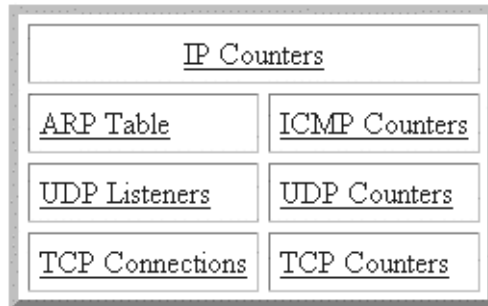 IP Counters
ARP Table
ICMP Counters
UDP Listeners
UDP Counters
TCP Connections
TCP Counters